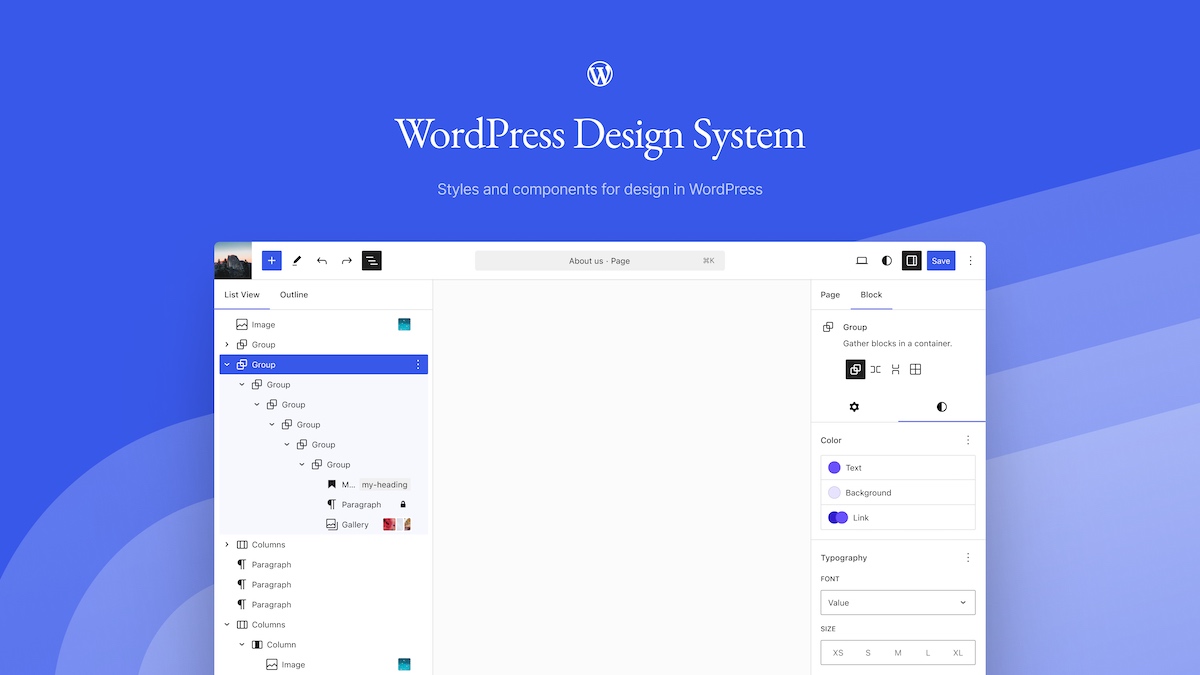 WordPress Design System
Styles and components for design in WordPress
About us · Page ⌘K
Save
List View Outline
Image
Group
Group
Group
Group
Group
Group
Group
M... my-heading
Paragraph
Gallery
Columns
Paragraph
Paragraph
Paragraph
Columns
Column
Image
Page Block
Group
Gather blocks in a container.
Color
Text
Background
Link
Typography
FONT
Value
SIZE
XS S M L XL